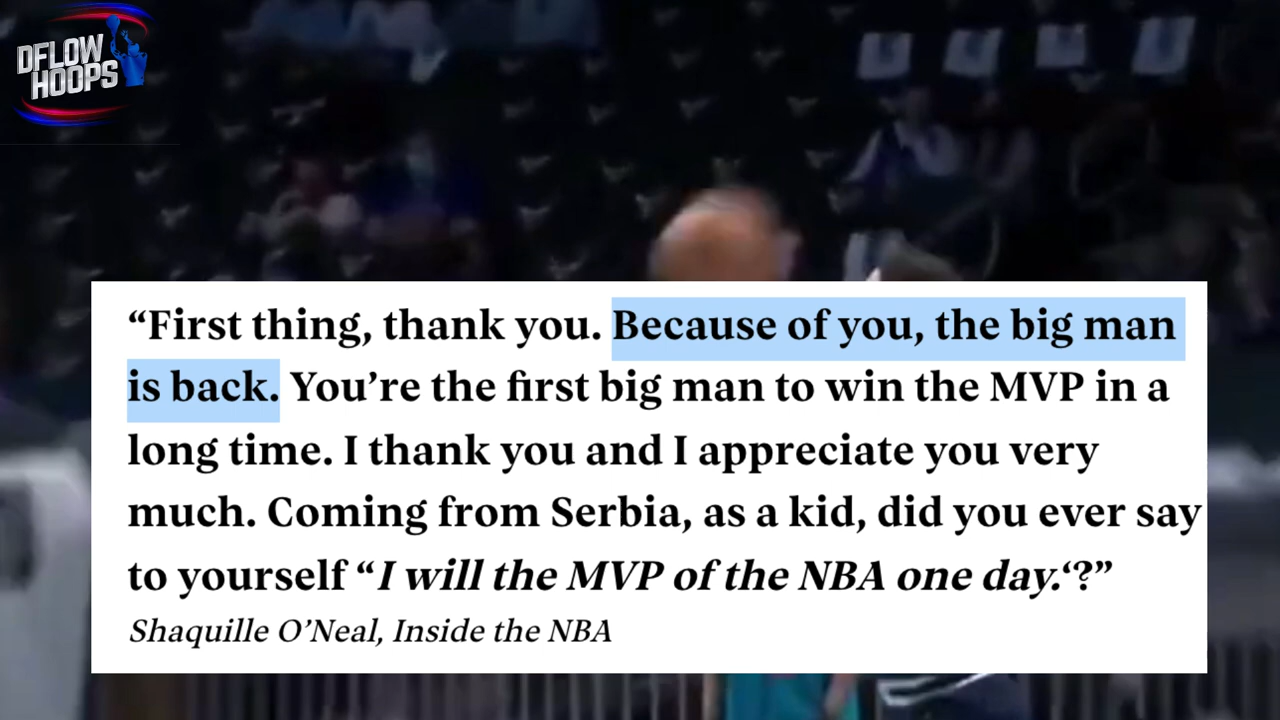 DFLOW
HOOPS
“First thing, thank you. Because of you, the big man
is back. You’re the first big man to win the MVP in a
long time. I thank you and I appreciate you very
much. Coming from Serbia, as a kid, did you ever say
to yourself “I will the MVP of the NBA one day.‘?”
Shaquille O’Neal, Inside the NBA